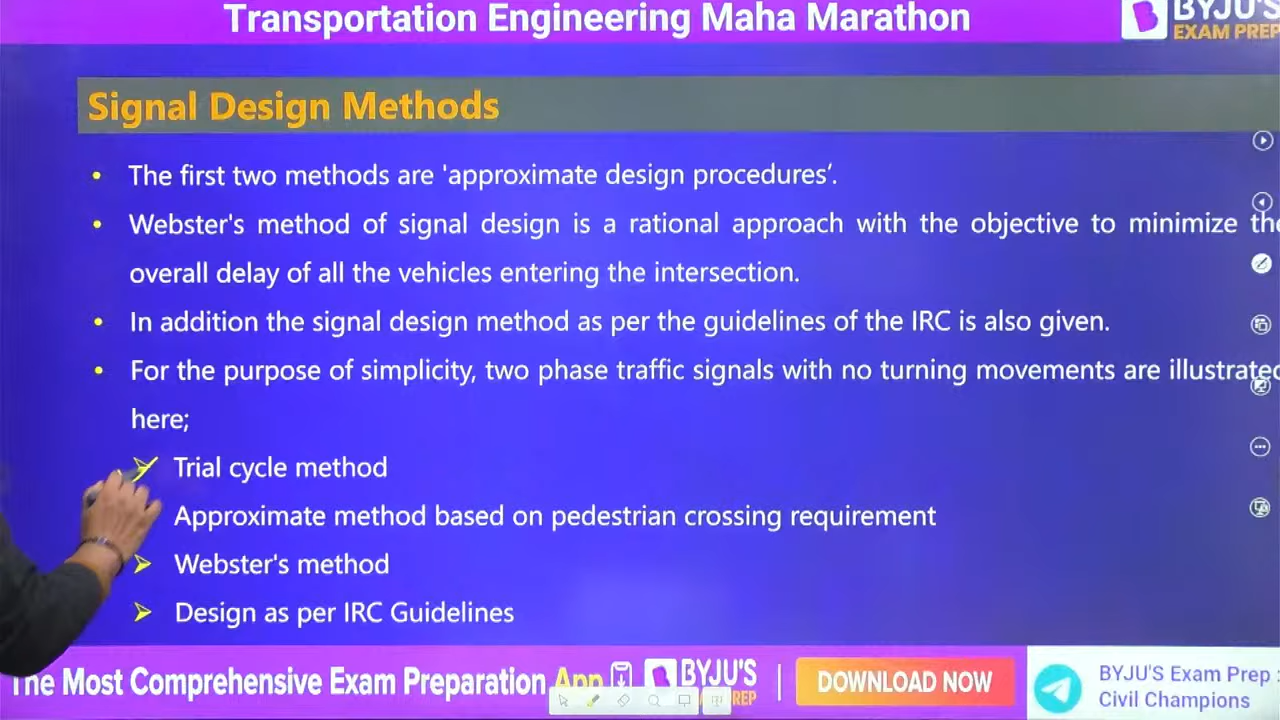 Transportation Engineering Maha Marathon
BYJU'S
EXAM PREP
Signal Design Methods
• The first two methods are 'approximate design procedures’.
• Webster's method of signal design is a rational approach with the objective to minimize the
overall delay of all the vehicles entering the intersection.
• In addition the signal design method as per the guidelines of the IRC is also given.
• For the purpose of simplicity, two phase traffic signals with no turning movements are illustrated
here;
➢ Trial cycle method
Approximate method based on pedestrian crossing requirement
➢ Webster's method
➢ Design as per IRC Guidelines
The Most Comprehensive Exam Preparation App
BYJU'S
DOWNLOAD NOW
BYJU'S Exam Prep :
Civil Champions